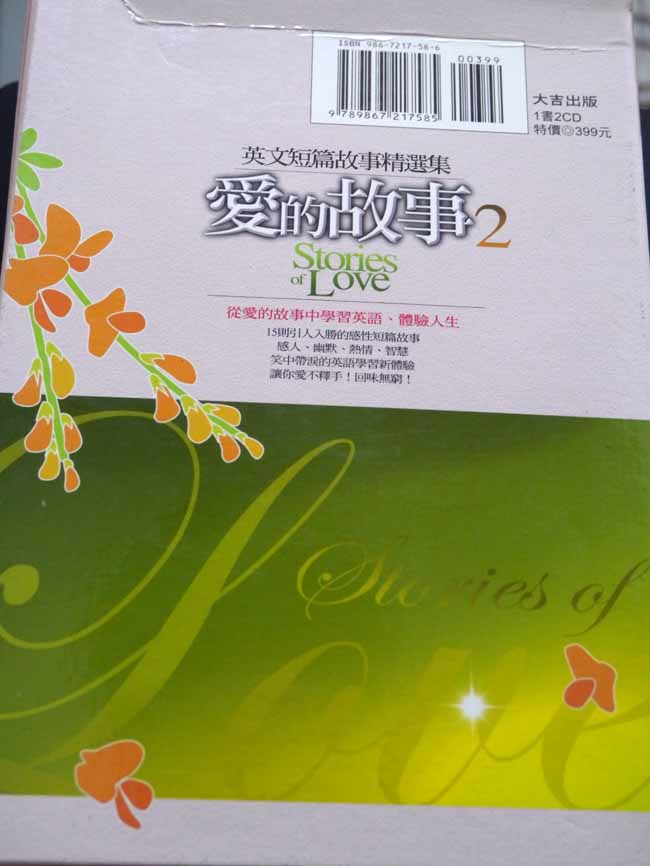 ISBN 986-7217-58-6
00399
9 789867 217585
大吉出版
1書2CD
特價◎399元
英文短篇故事精選集
愛的故事2
Stories
of Love
從愛的故事中學習英語、體驗人生
15則引人入勝的感性短篇故事
感人、幽默、熱情、智慧
笑中帶淚的英語學習新體驗
讓你愛不釋手！回味無窮！
Stories of
Love